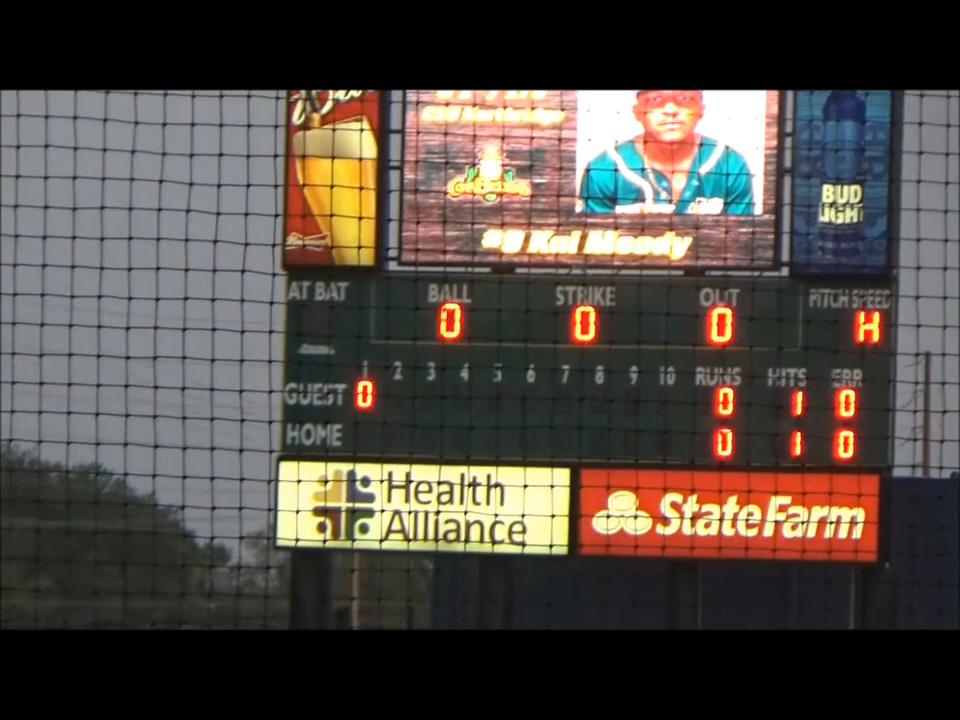 #8 Kai Moody
BUD
LIGHT
AT BAT BALL STRIKE OUT PITCH SPEED
0 0 0 H
1 2 3 4 5 6 7 8 9 10 RUNS HITS ERR
GUEST 0 0 1 0
HOME 0 1 0
Health
Alliance
StateFarm